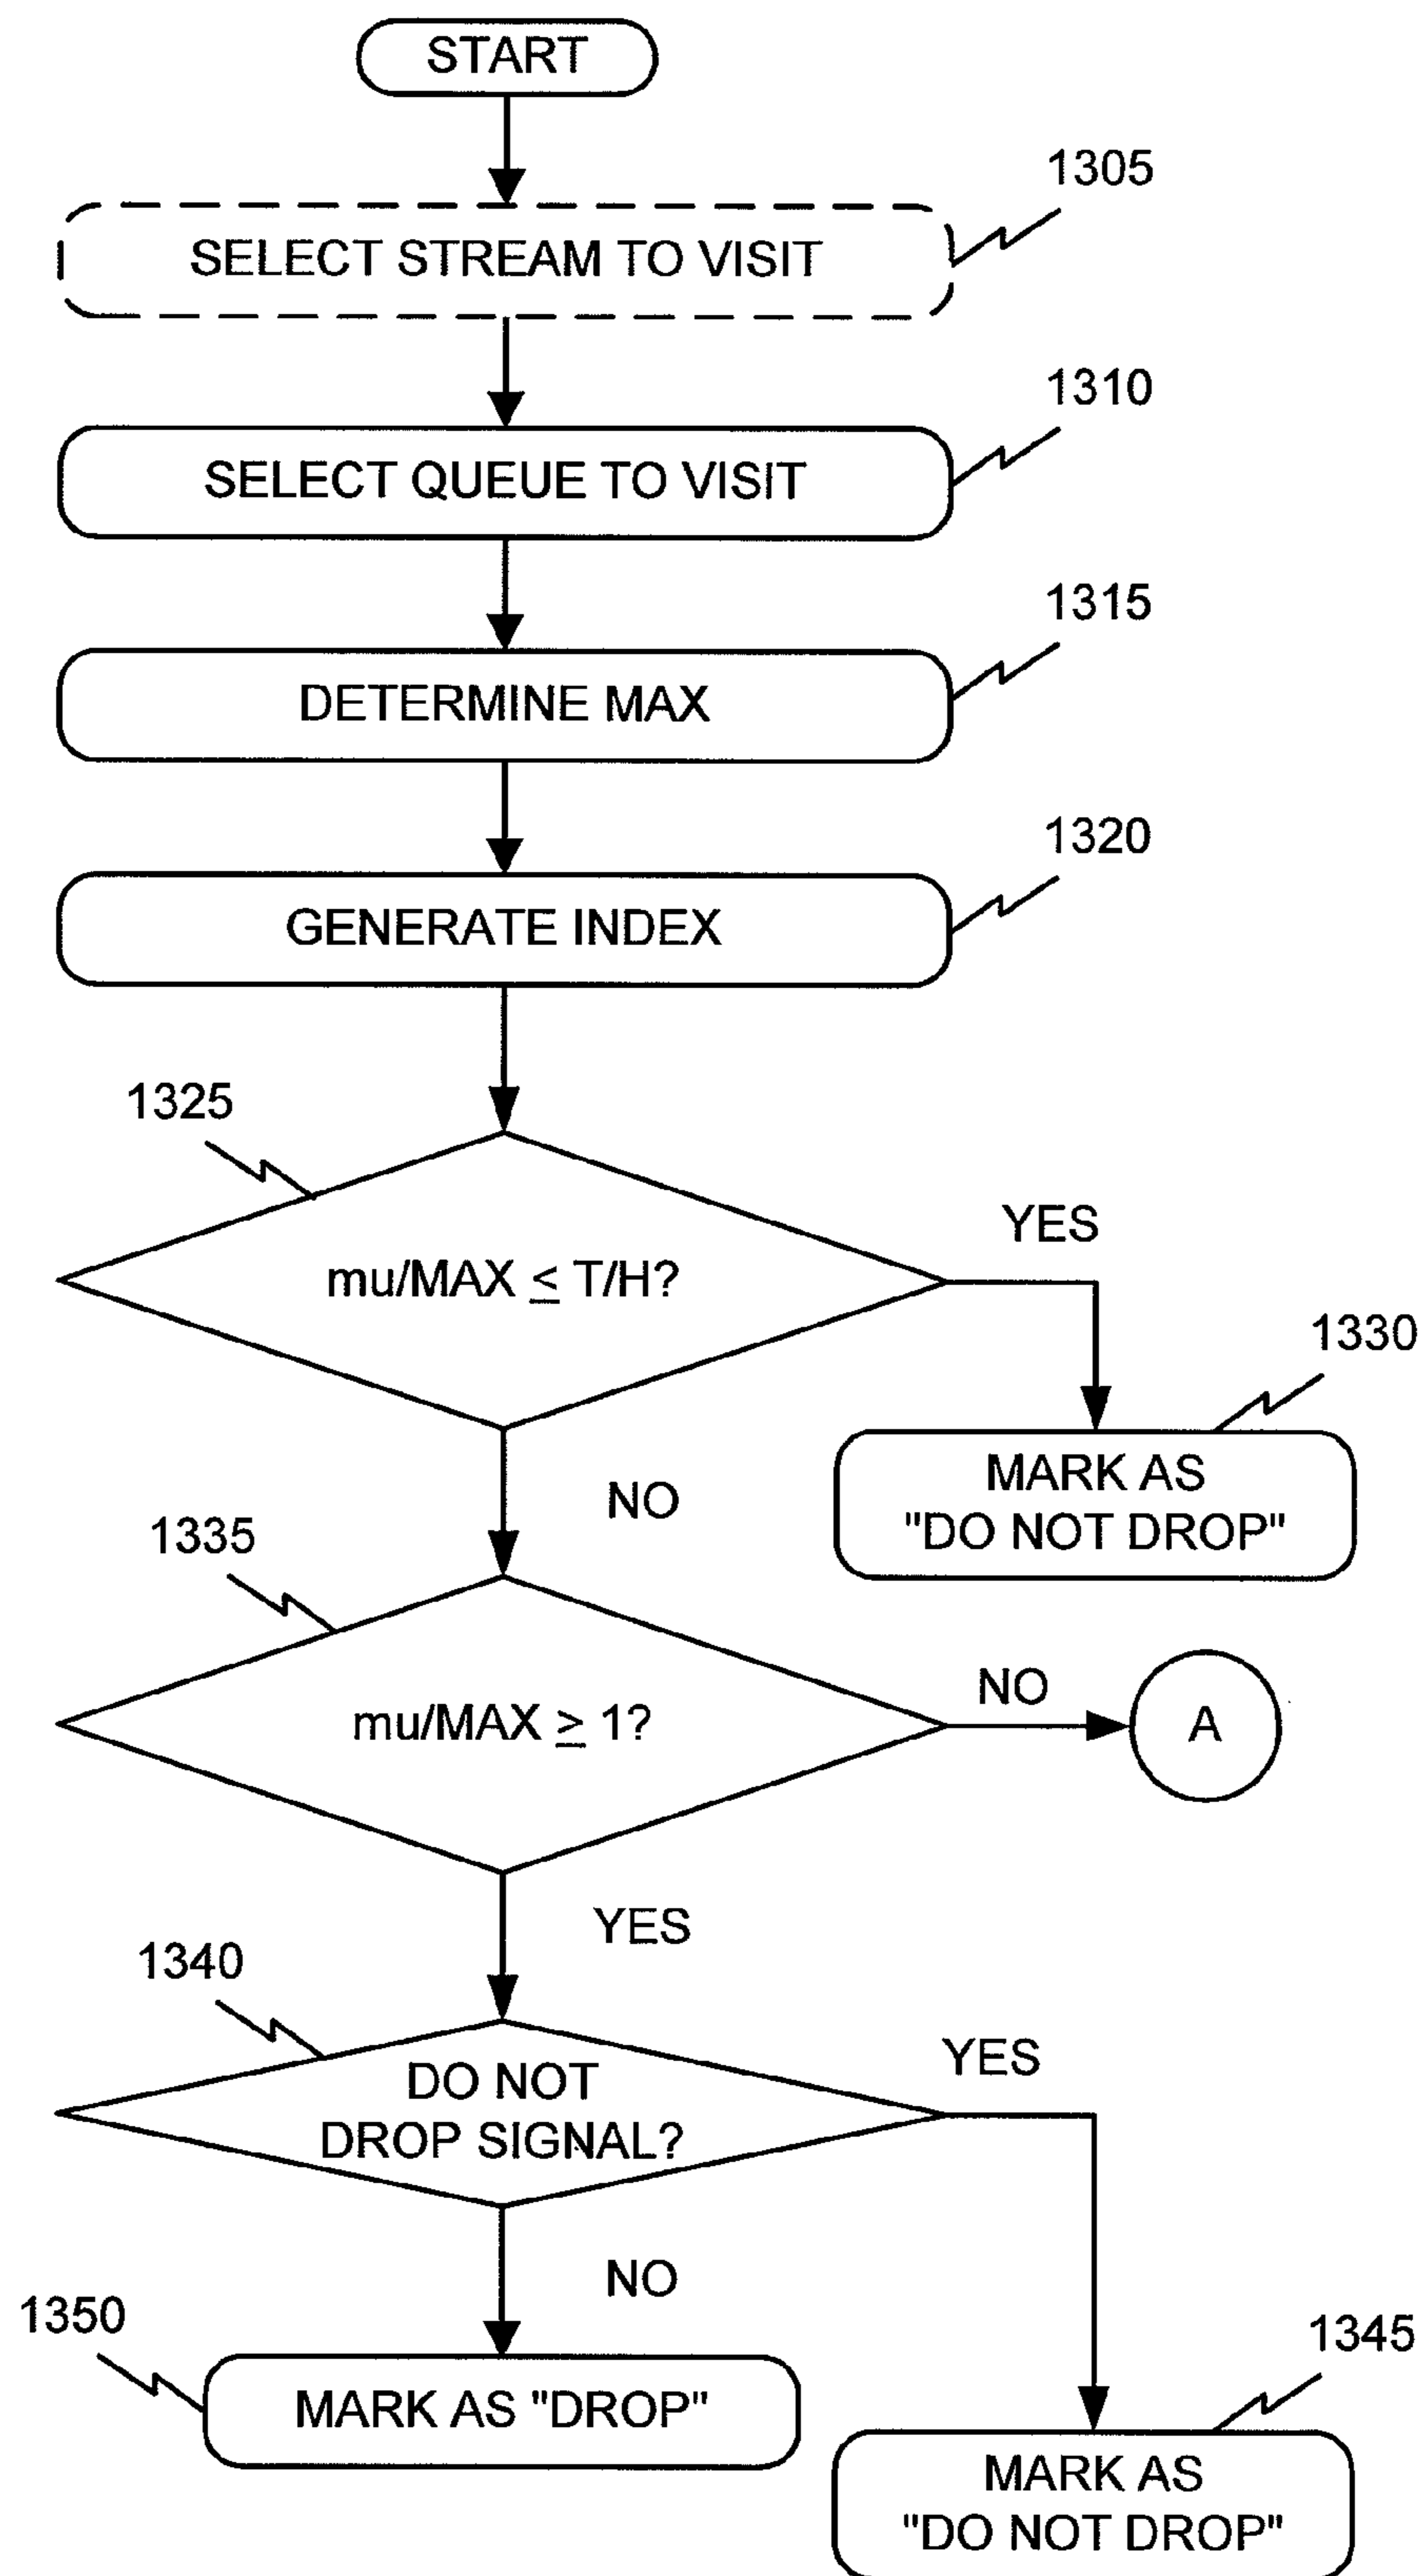 START
1305
SELECT STREAM TO VISIT
1310
SELECT QUEUE TO VISIT
1315
DETERMINE MAX
1320
GENERATE INDEX
1325
mu/MAX ≤ T/H?
YES
1330
MARK AS
"DO NOT DROP"
NO
1335
mu/MAX ≥ 1?
NO
A
YES
1340
DO NOT
DROP SIGNAL?
YES
NO
1350
MARK AS "DROP"
1345
MARK AS
"DO NOT DROP"